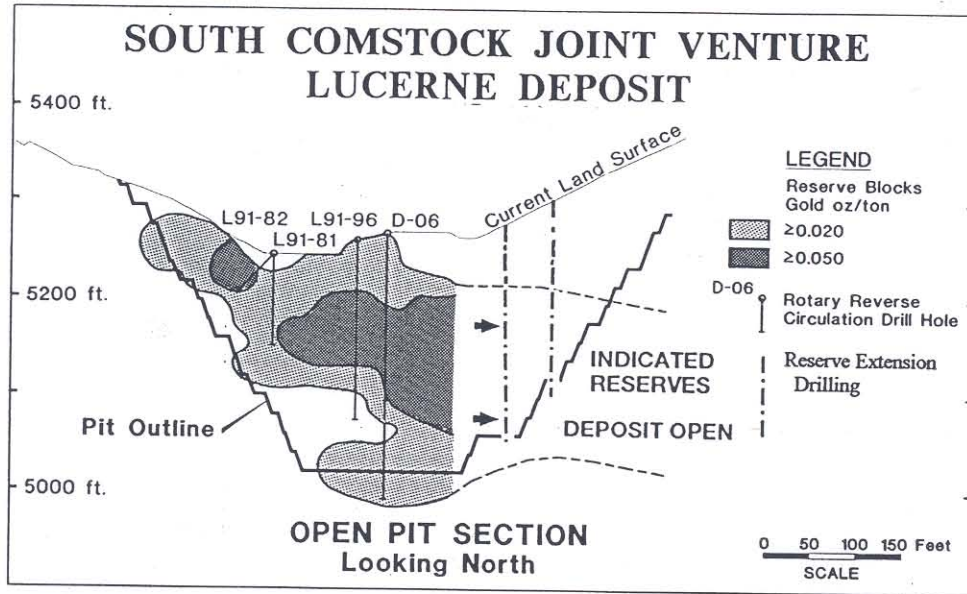 SOUTH COMSTOCK JOINT VENTURE
LUCERNE DEPOSIT
5400 ft.
5200 ft.
5000 ft.
L91-82
L91-81
L91-96
D-06
Current Land Surface
Pit Outline
INDICATED
RESERVES
DEPOSIT OPEN
LEGEND
Reserve Blocks
Gold oz/ton
≥0.020
≥0.050
D-06
Rotary Reverse
Circulation Drill Hole
Reserve Extension
Drilling
OPEN PIT SECTION
Looking North
0 50 100 150 Feet
SCALE